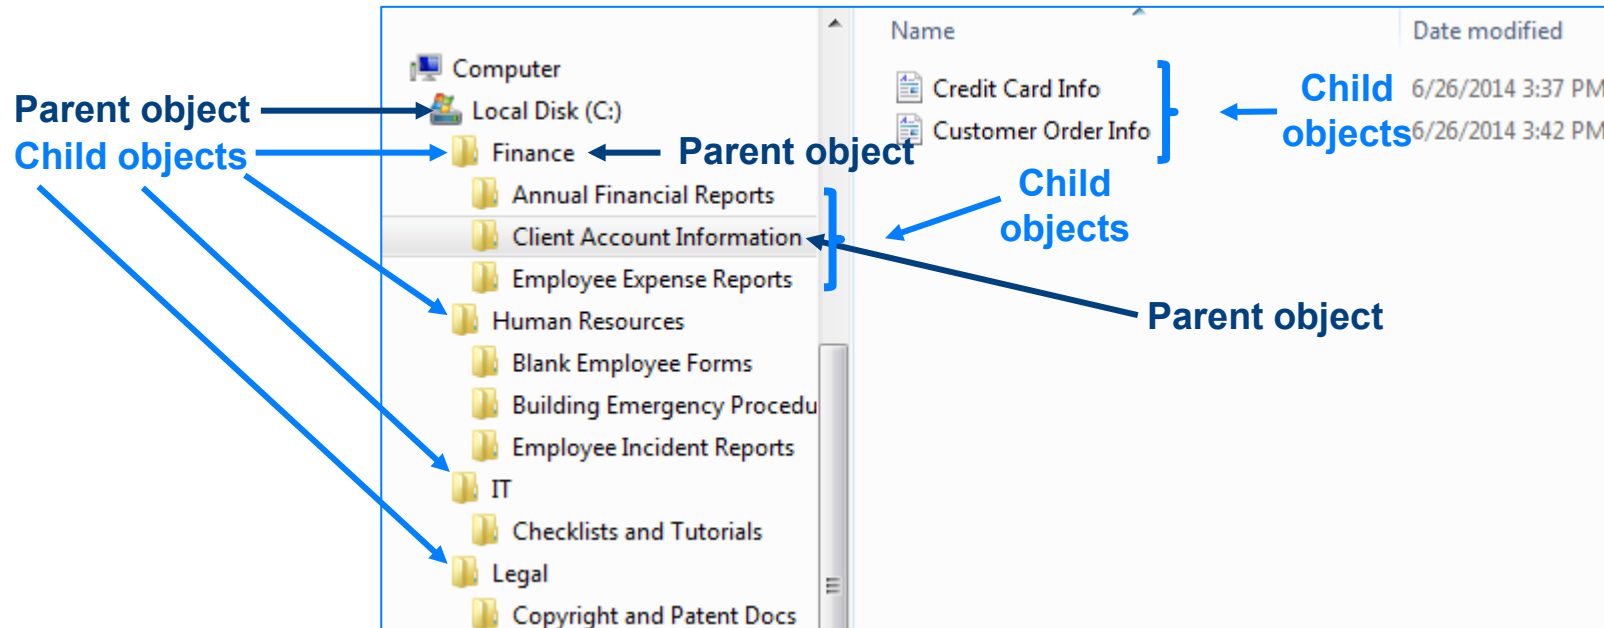 Name Date modified
Computer
Credit Card Info Child 6/26/2014 3:37 PM
Parent object Local Disk (C:)
Customer Order Info objects 6/26/2014 3:42 PM
Child objects Finance Parent object
Annual Financial Reports Child
Client Account Information objects
Employee Expense Reports
Human Resources Parent object
Blank Employee Forms
Building Emergency Procedu
Employee Incident Reports
IT
Checklists and Tutorials
Legal
Copyright and Patent Docs